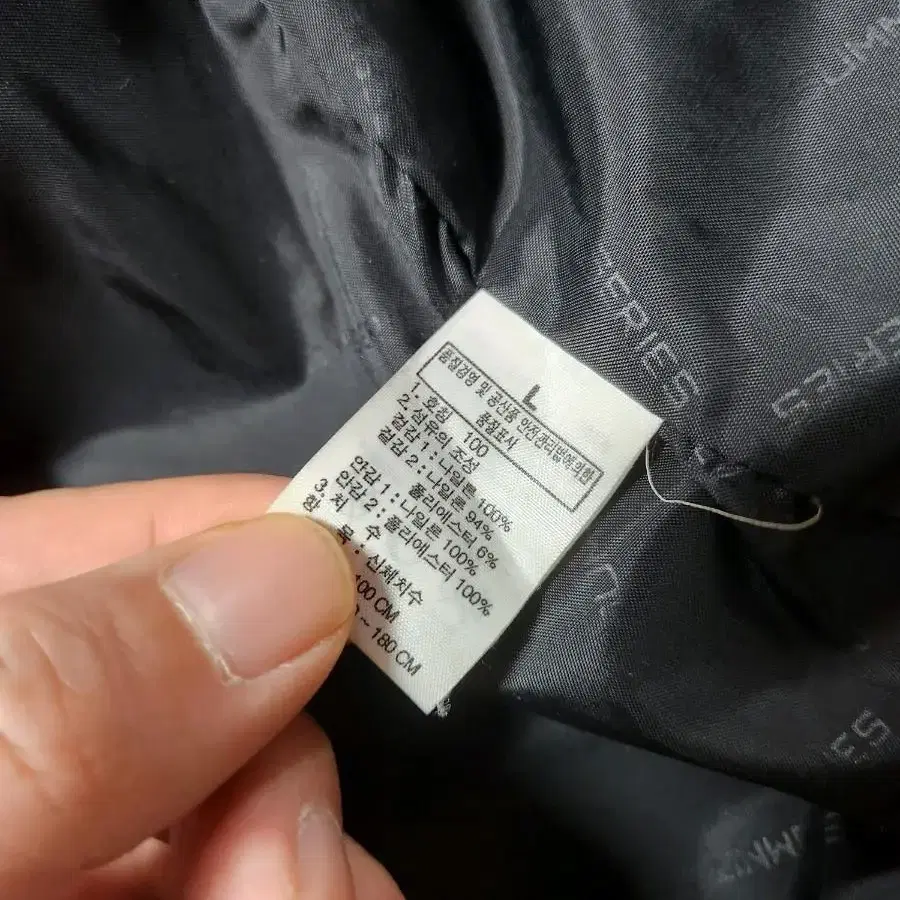 L
품질경영 및 공산품 안전관리법에의한
품질표시
1. 호칭 100
2. 섬유의 조성
겉감 1 : 나일론 100%
겉감 2 : 나일론 94%
폴리에스터 6%
안감 1 : 나일론 100%
안감 2 : 폴리에스터 100%
3. 치 수
항 목 : 신체치수
100 CM
~ 180 CM
SERIES
SERIES